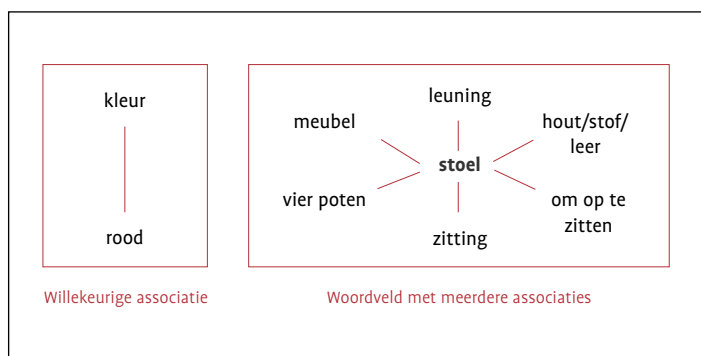 kleur
rood
Willekeurige associatie
leuning
meubel
hout/stof/
leer
stoel
vier poten
om op te
zitten
zitting
Woordveld met meerdere associaties